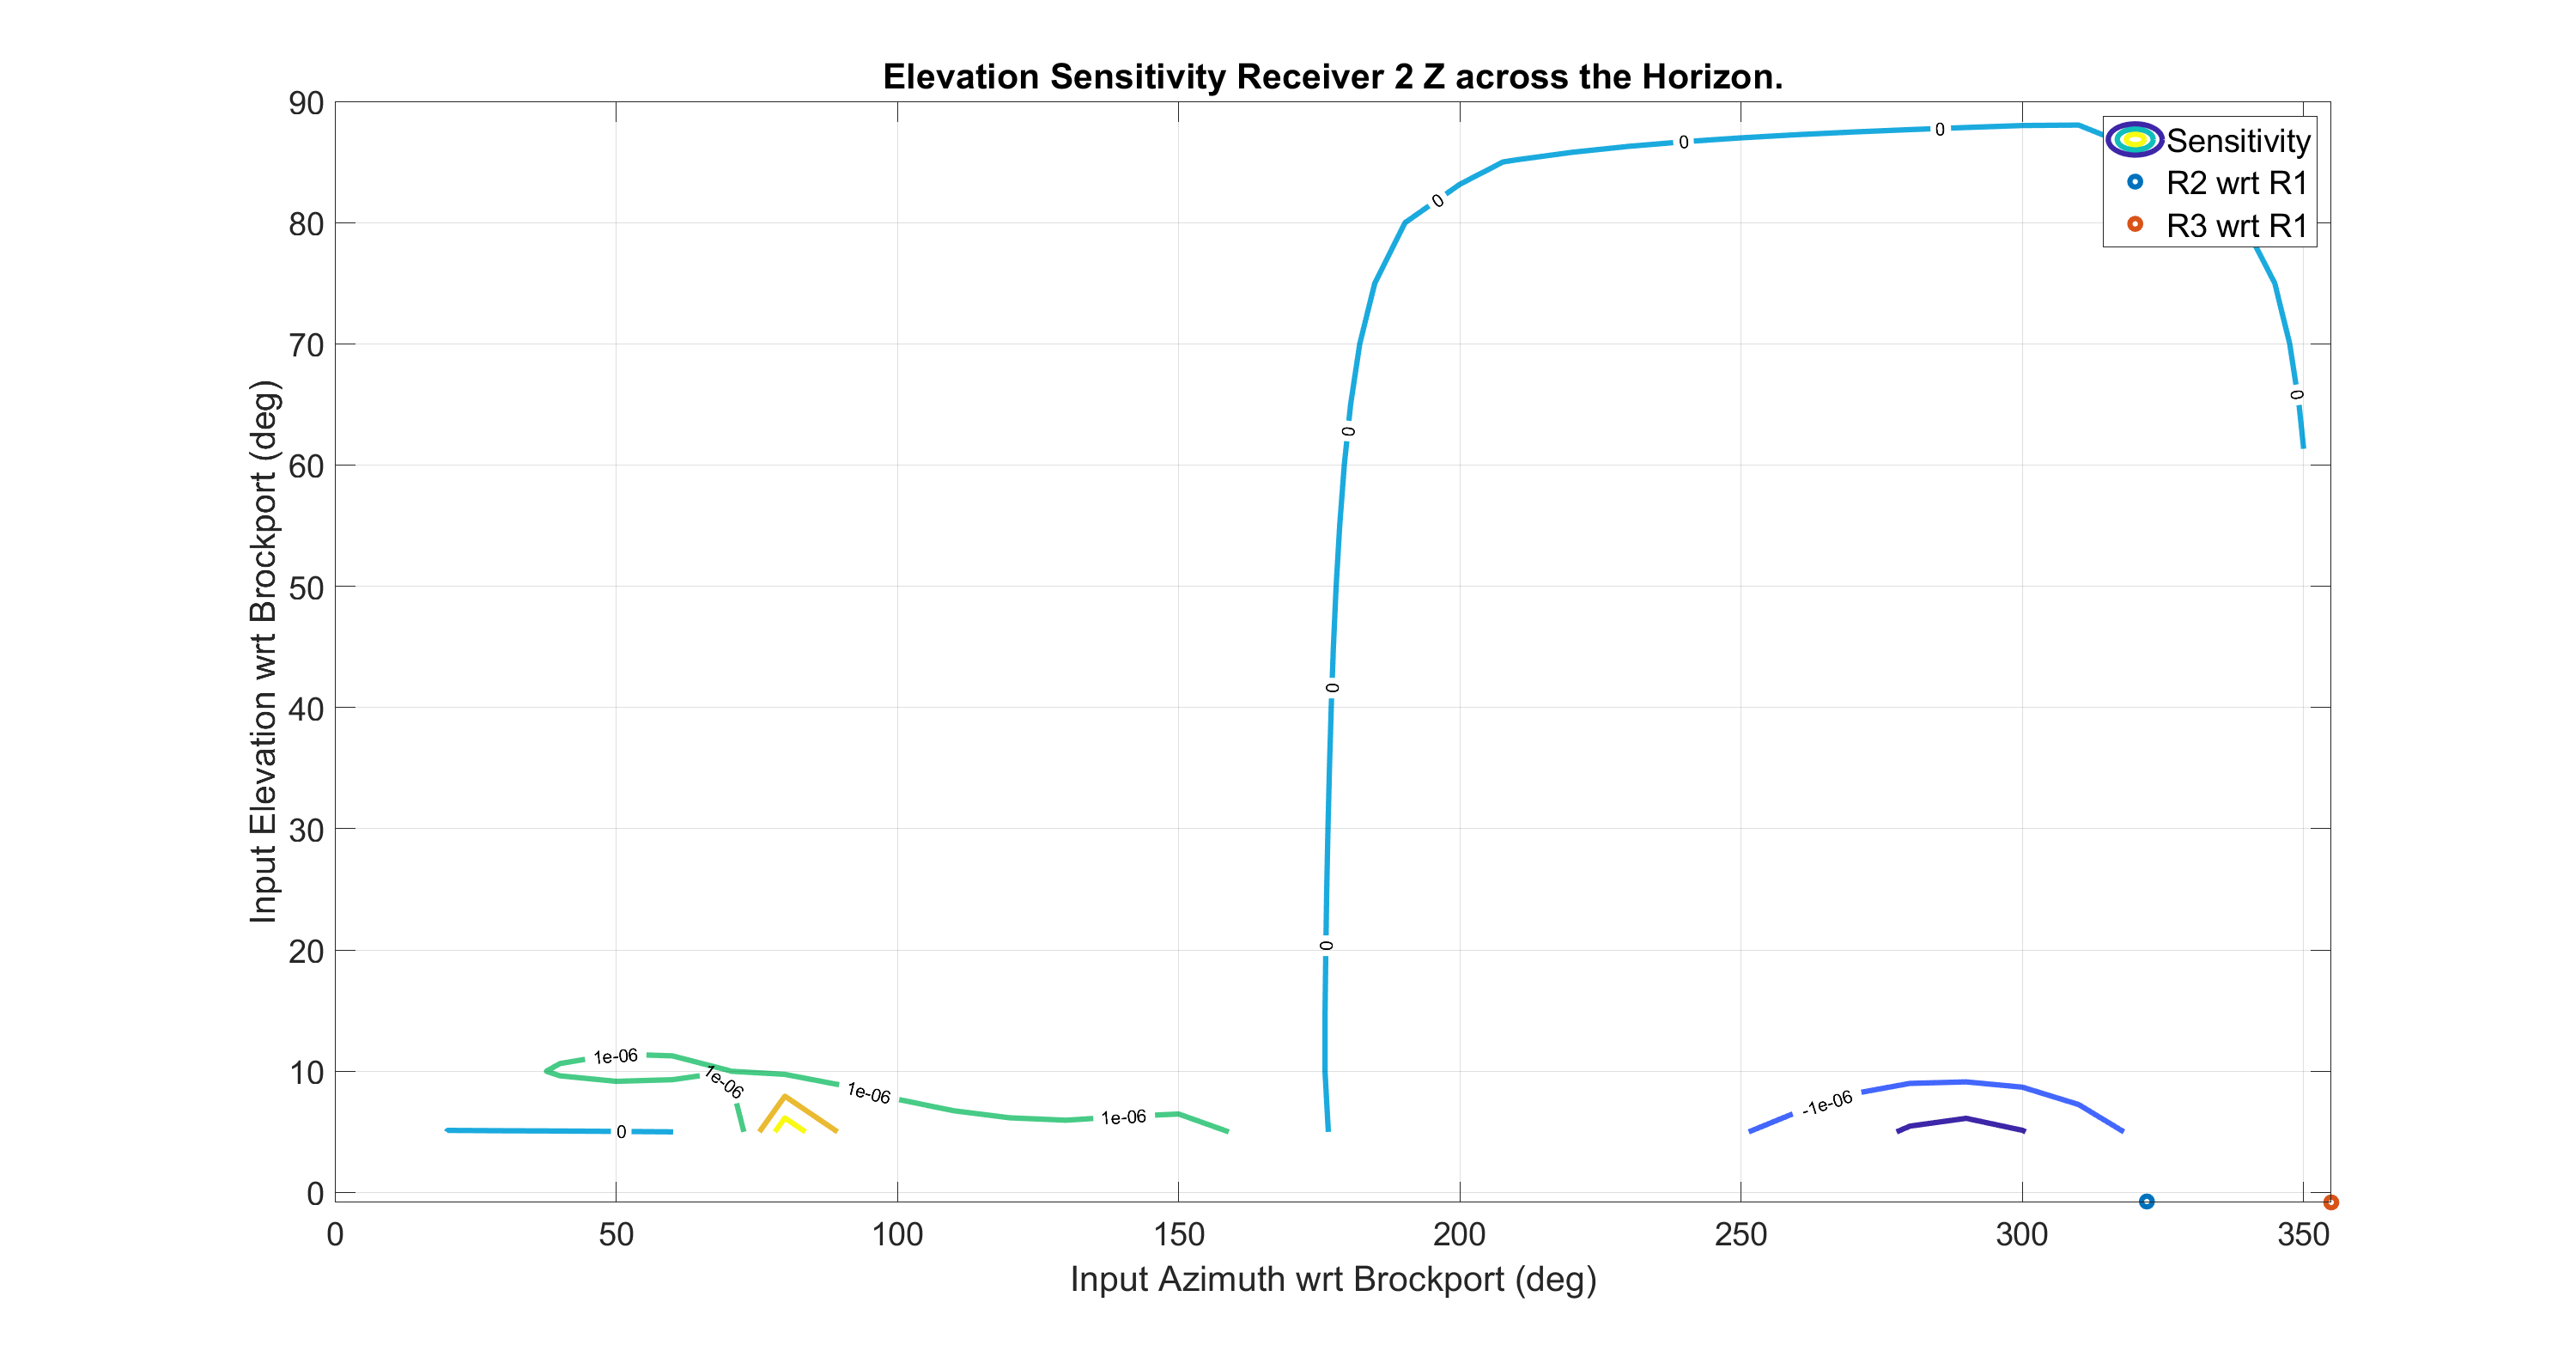 Elevation Sensitivity Receiver 2 Z across the Horizon.
Sensitivity
R2 wrt R1
R3 wrt R1
Input Elevation wrt Brockport (deg)
90
80
70
60
50
40
30
20
10
0
0
0
0
0
0
0
0
0
1e-06
1e-06
1e-06
1e-06
-1e-06
0 50 100 150 200 250 300 350
Input Azimuth wrt Brockport (deg)